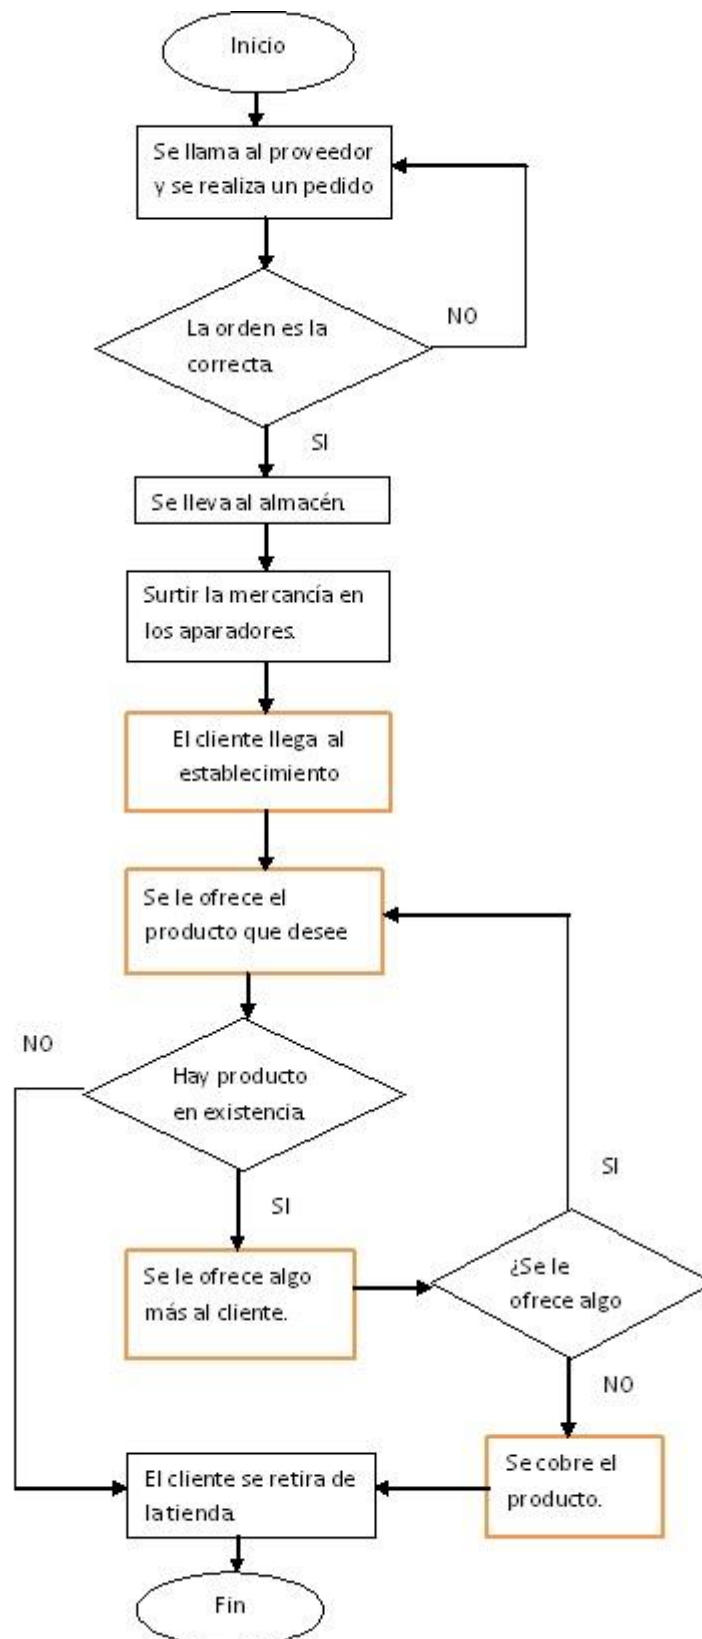 Inicio
Se llama al proveedor
y se realiza un pedido
NO
La orden es la
correcta.
SI
Se lleva al almacén.
Surtir la mercancía en
los aparadores.
El cliente llega al
establecimiento
Se le ofrece el
producto que desee
NO
Hay producto
en existencia.
SI
SI
Se le ofrece algo
más al cliente.
¿Se le
ofrece algo
NO
Se cobre el
producto.
El cliente se retira de
la tienda.
Fin